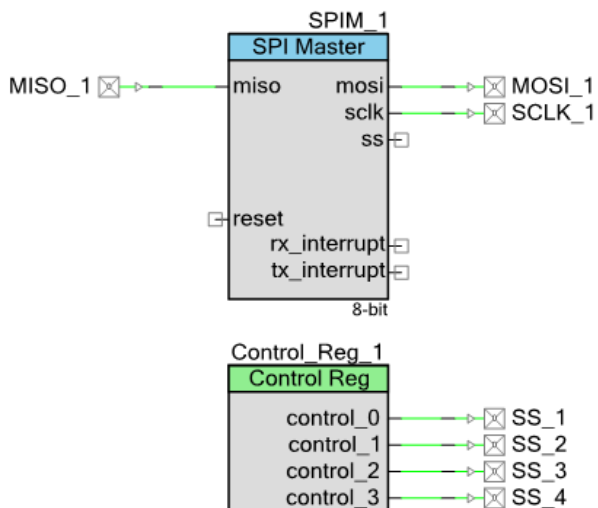 SPIM_1
SPI Master
MISO_1 miso mosi MOSI_1
sclk SCLK_1
ss
reset
rx_interrupt
tx_interrupt
8-bit
Control_Reg_1
Control Reg
control_0 SS_1
control_1 SS_2
control_2 SS_3
control_3 SS_4